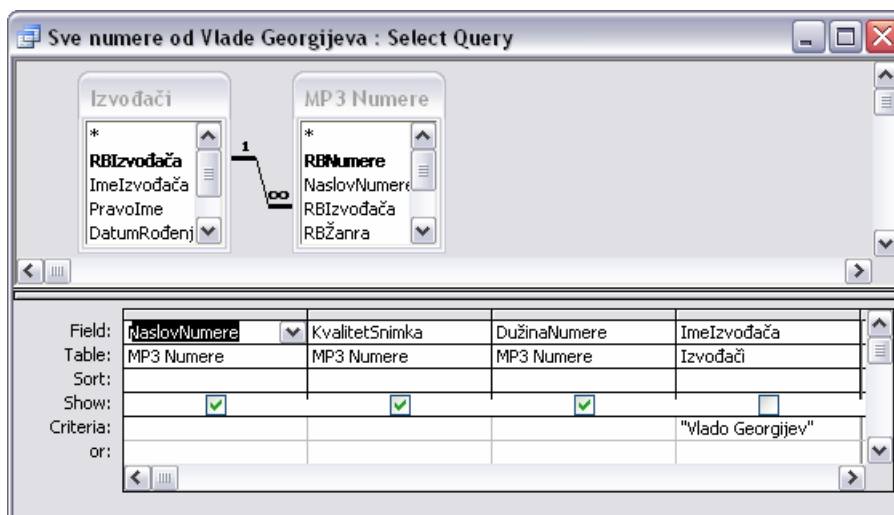 Sve numere od Vlade Georgijeva : Select Query
Izvođači
*
RBIzvođača
ImeIzvođača
PravoIme
DatumRođenj
1
∞
MP3 Numere
*
RBNumere
NaslovNumere
RBIzvođača
RBŽanra
Field: NaslovNumere KvalitetSnimka DužinaNumere ImeIzvođača
Table: MP3 Numere MP3 Numere MP3 Numere Izvođači
Sort:
Show:
Criteria: "Vlado Georgijev"
or: